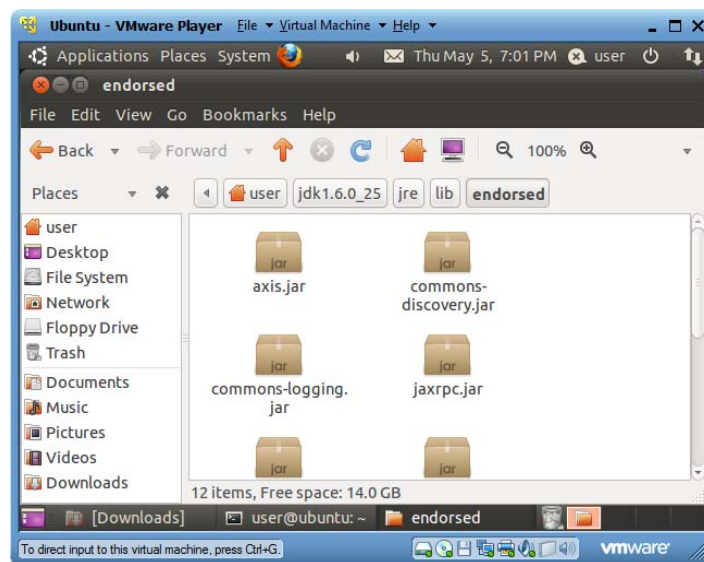 Ubuntu - VMware Player File ▾ Virtual Machine ▾ Help ▾
Applications Places System Thu May 5, 7:01 PM user
endorsed
File Edit View Go Bookmarks Help
Back Forward 100%
Places user jdk1.6.0_25 jre lib endorsed
user
Desktop
File System
Network
Floppy Drive
Trash
Documents
Music
Pictures
Videos
Downloads
jar jar
axis.jar commons-
discovery.jar
jar jar
commons-logging. jaxrpc.jar
jar
jar jar
12 items, Free space: 14.0 GB
[Downloads] user@ubuntu: ~ endorsed
To direct input to this virtual machine, press Ctrl+G. vmware